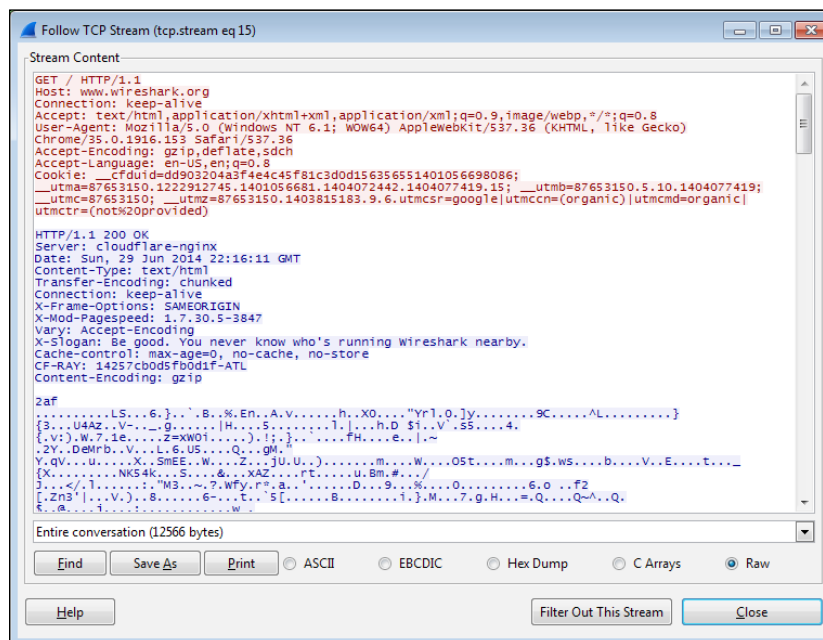 Follow TCP Stream (tcp.stream eq 15)
Stream Content
GET / HTTP/1.1
Host: www.wireshark.org
Connection: keep-alive
Accept: text/html,application/xhtml+xml,application/xml;q=0.9,image/webp,*/*;q=0.8
User-Agent: Mozilla/5.0 (Windows NT 6.1; WOW64) AppleWebKit/537.36 (KHTML, like Gecko)
Chrome/35.0.1916.153 Safari/537.36
Accept-Encoding: gzip,deflate,sdch
Accept-Language: en-US,en;q=0.8
Cookie: __cfduid=dd903204a3f4e4c45f81c3d0d156356551401056698086;
__utma=87653150.1222912745.1401056681.1404072442.1404077419.15; __utmb=87653150.5.10.1404077419;
__utmc=87653150; __utmz=87653150.1403815183.9.6.utmcsr=google|utmccn=(organic)|utmcmd=organic|
utmctr=(not%20provided)
HTTP/1.1 200 OK
Server: cloudflare-nginx
Date: Sun, 29 Jun 2014 22:16:11 GMT
Content-Type: text/html
Transfer-Encoding: chunked
Connection: keep-alive
X-Frame-Options: SAMEORIGIN
X-Mod-Pagespeed: 1.7.30.5-3847
Vary: Accept-Encoding
X-Slogan: Be good. You never know who's running Wireshark nearby.
Cache-control: max-age=0, no-cache, no-store
CF-RAY: 14257cb0d5fb0d1f-ATL
Content-Encoding: gzip
2af
Entire conversation (12566 bytes)
Find Save As Print ASCII EBCDIC Hex Dump C Arrays Raw
Help Filter Out This Stream Close